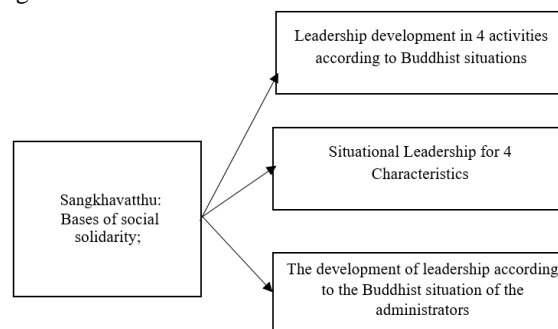 Sangkhavatthu:
Bases of social
solidarity;
Leadership development in 4 activities
according to Buddhist situations
Situational Leadership for 4
Characteristics
The development of leadership according
to the Buddhist situation of the
administrators